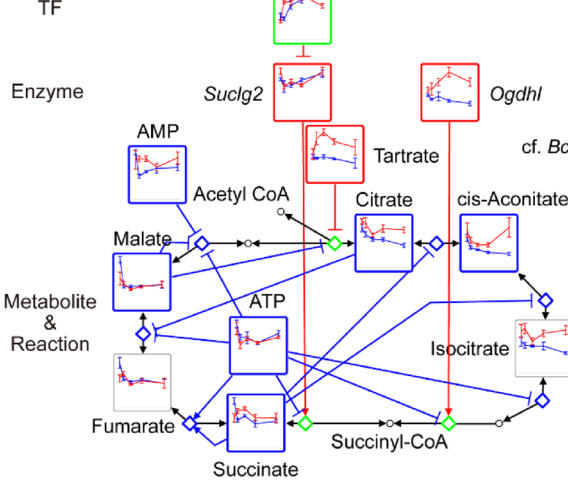 TF
Enzyme
Suclg2
Ogdhl
AMP
Tartrate
cf.
Acetyl CoA
Citrate
cis-Aconitate
Malate
Metabolite
&
Reaction
ATP
Isocitrate
Fumarate
Succinyl-CoA
Succinate